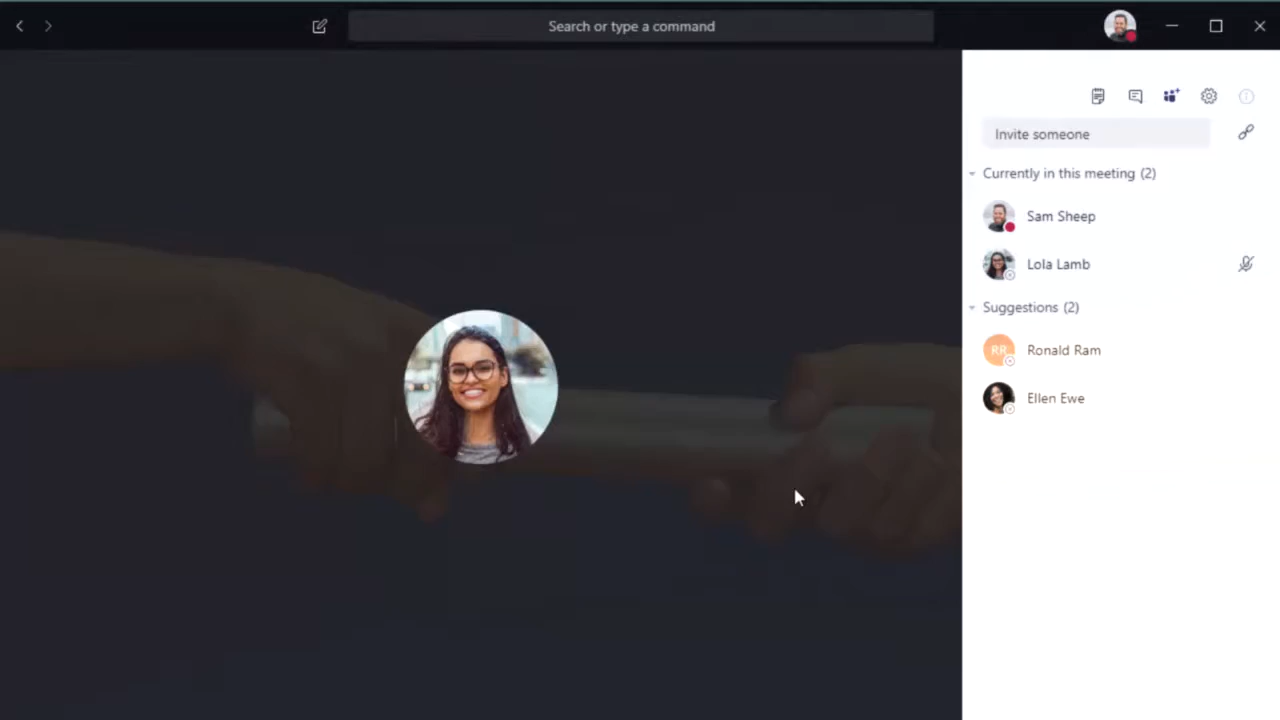 Search or type a command
Invite someone
Currently in this meeting (2)
Sam Sheep
Lola Lamb
Suggestions (2)
RR Ronald Ram
Ellen Ewe